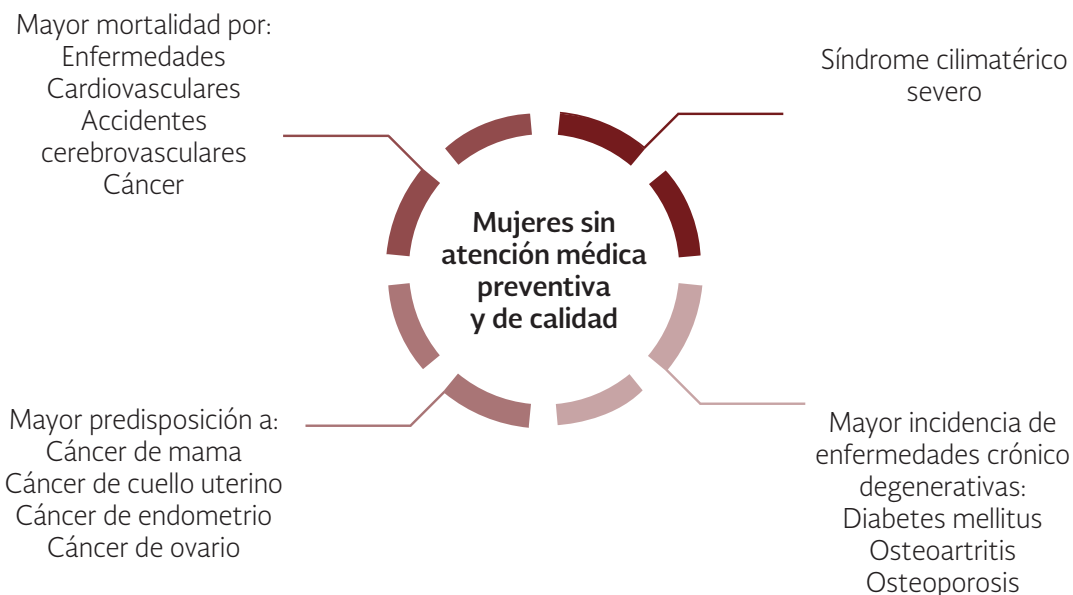 Mayor mortalidad por:
Enfermedades
Cardiovasculares
Accidentes
cerebrovasculares
Cáncer
Síndrome cilimatérico
severo
Mujeres sin
atención médica
preventiva
y de calidad
Mayor predisposición a:
Cáncer de mama
Cáncer de cuello uterino
Cáncer de endometrio
Cáncer de ovario
Mayor incidencia de
enfermedades crónico
degenerativas:
Diabetes mellitus
Osteoartritis
Osteoporosis